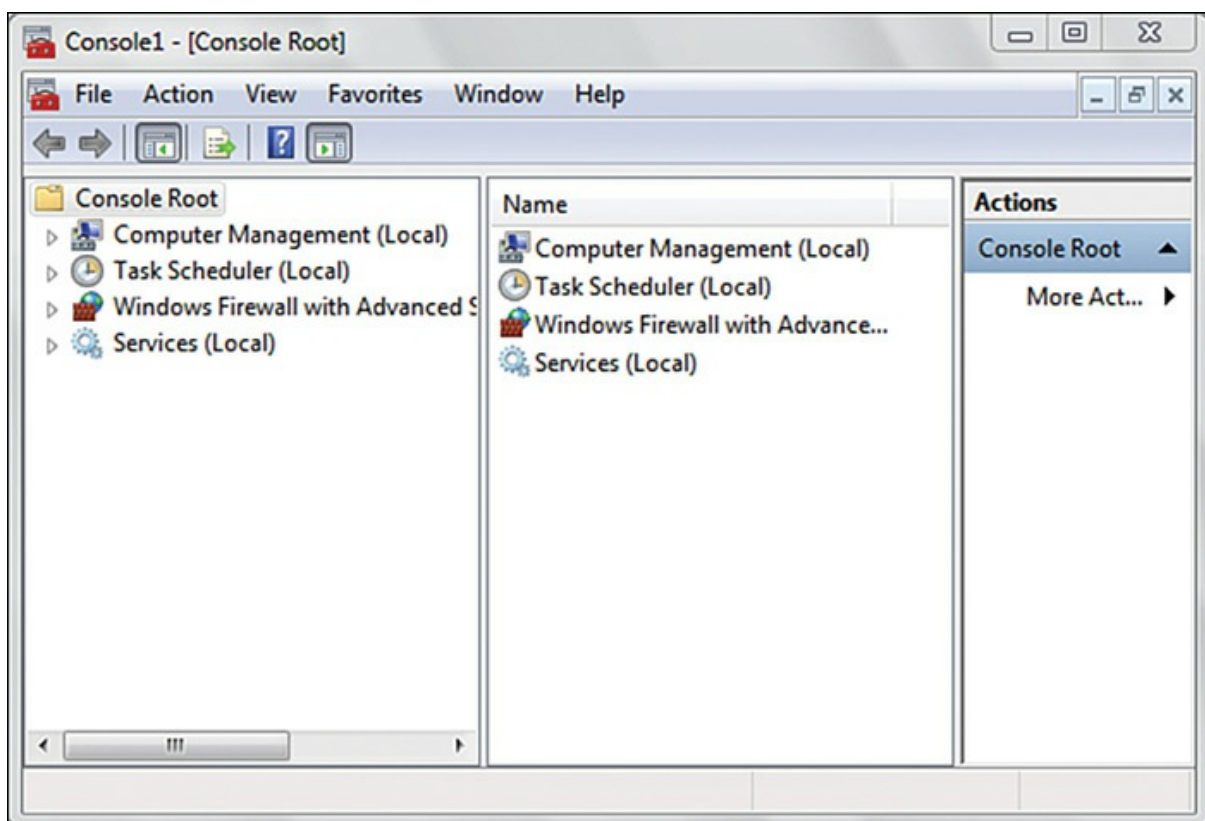 Console1 - [Console Root]
File Action View Favorites Window Help
Console Root
Computer Management (Local)
Task Scheduler (Local)
Windows Firewall with Advanced S
Services (Local)
Name
Computer Management (Local)
Task Scheduler (Local)
Windows Firewall with Advance...
Services (Local)
Actions
Console Root
More Act...